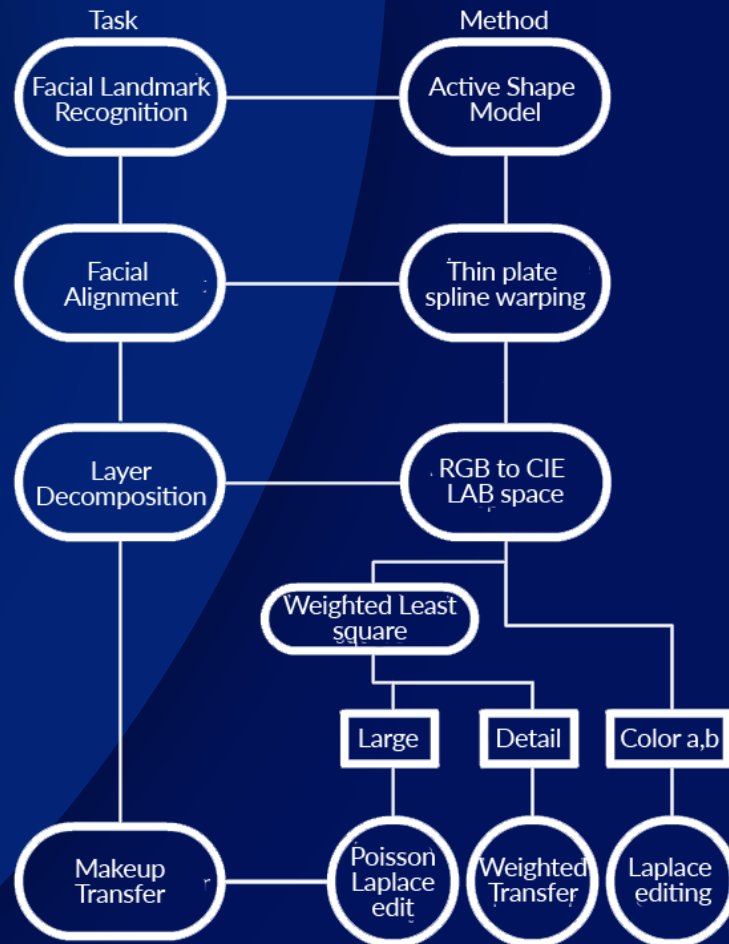 Task
Method
Facial Landmark
Recognition
Active Shape
Model
Facial
Alignment
Thin plate
spline warping
Layer
Decomposition
RGB to CIE
LAB space
Weighted Least
square
Large
Detail
Color a,b
Makeup
Transfer
Poisson
Laplace
edit
Weighted
Transfer
Laplace
editing